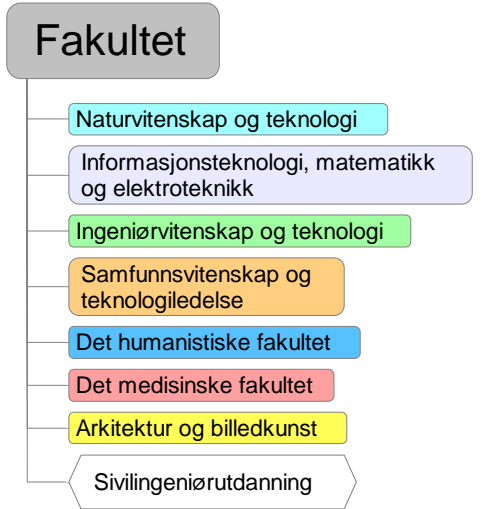 Fakultet
Naturvitenskap og teknologi
Informasjonsteknologi, matematikk
og elektroteknikk
Ingeniørvitenskap og teknologi
Samfunnsvitenskap og
teknologiledelse
Det humanistiske fakultet
Det medisinske fakultet
Arkitektur og billedkunst
Sivilingeniørutdanning